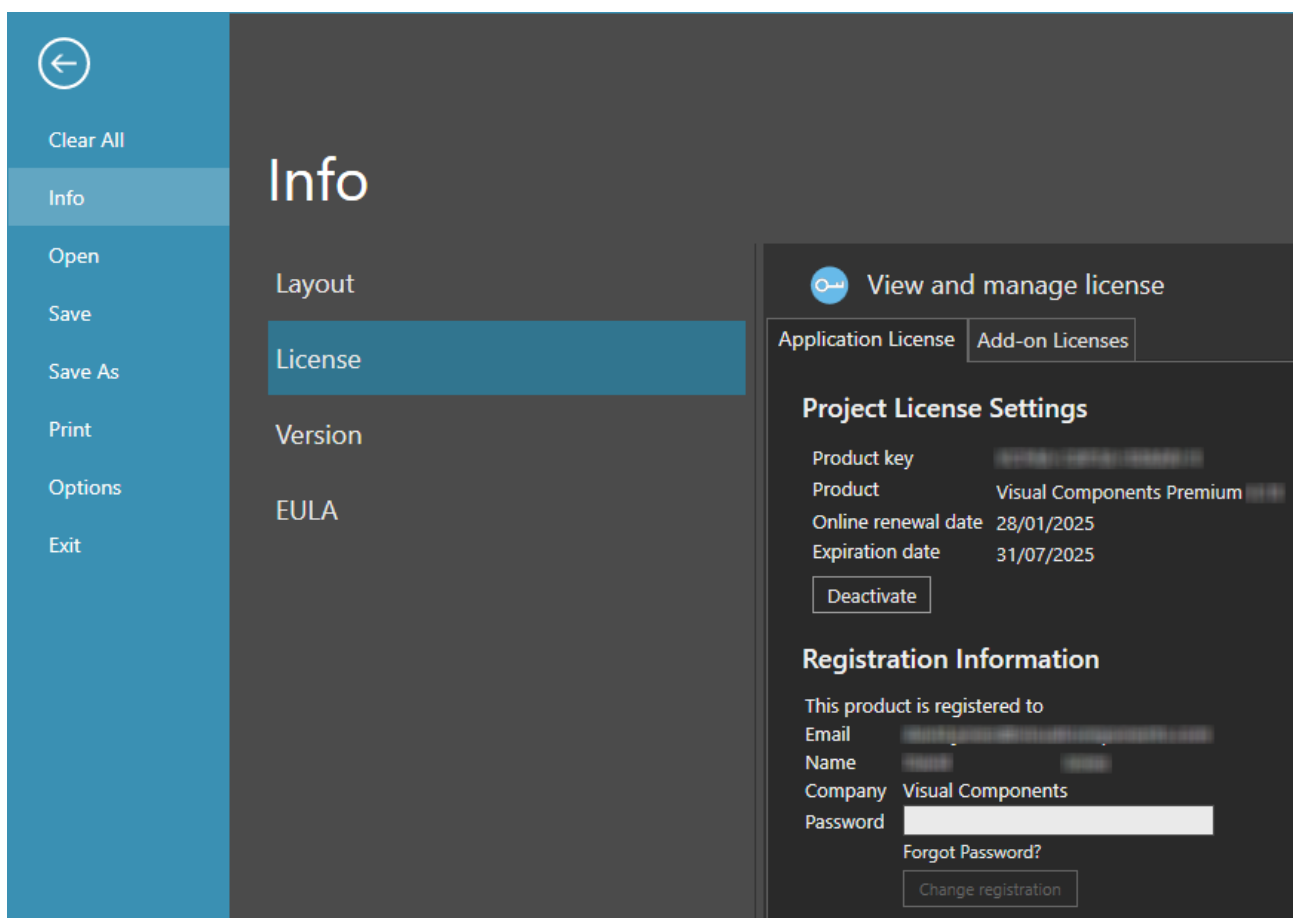 Clear All
Info
Open
Save
Save As
Print
Options
Exit
Info
Layout
License
Version
EULA
View and manage license
Application License
Add-on Licenses
Project License Settings
Product key
Product Visual Components Premium
Online renewal date 28/01/2025
Expiration date 31/07/2025
Deactivate
Registration Information
This product is registered to
Email
Name
Company Visual Components
Password
Forgot Password?
Change registration